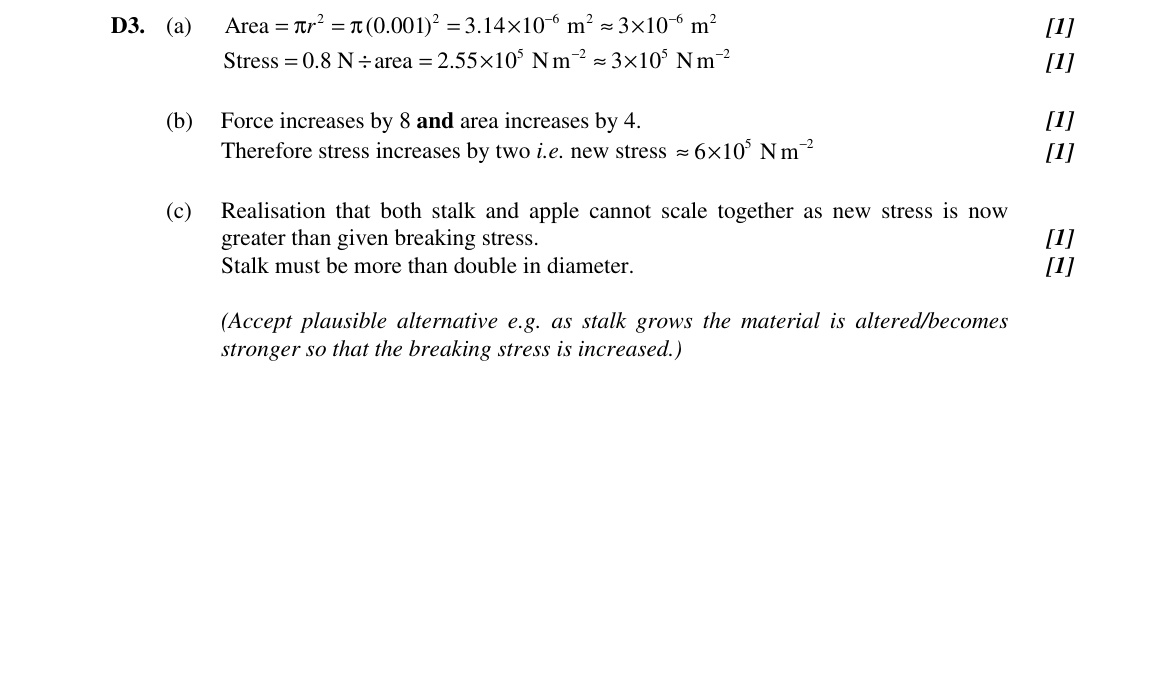 D3. (a) Area = πr² = π(0.001)² = 3.14×10⁻⁶ m² ≈ 3×10⁻⁶ m² [1]
Stress = 0.8 N ÷ area = 2.55×10⁵ N m⁻² ≈ 3×10⁵ N m⁻² [1]
(b) Force increases by 8 and area increases by 4. [1]
Therefore stress increases by two i.e. new stress ≈ 6×10⁵ N m⁻² [1]
(c) Realisation that both stalk and apple cannot scale together as new stress is now
greater than given breaking stress. [1]
Stalk must be more than double in diameter. [1]
(Accept plausible alternative e.g. as stalk grows the material is altered/becomes
stronger so that the breaking stress is increased.)